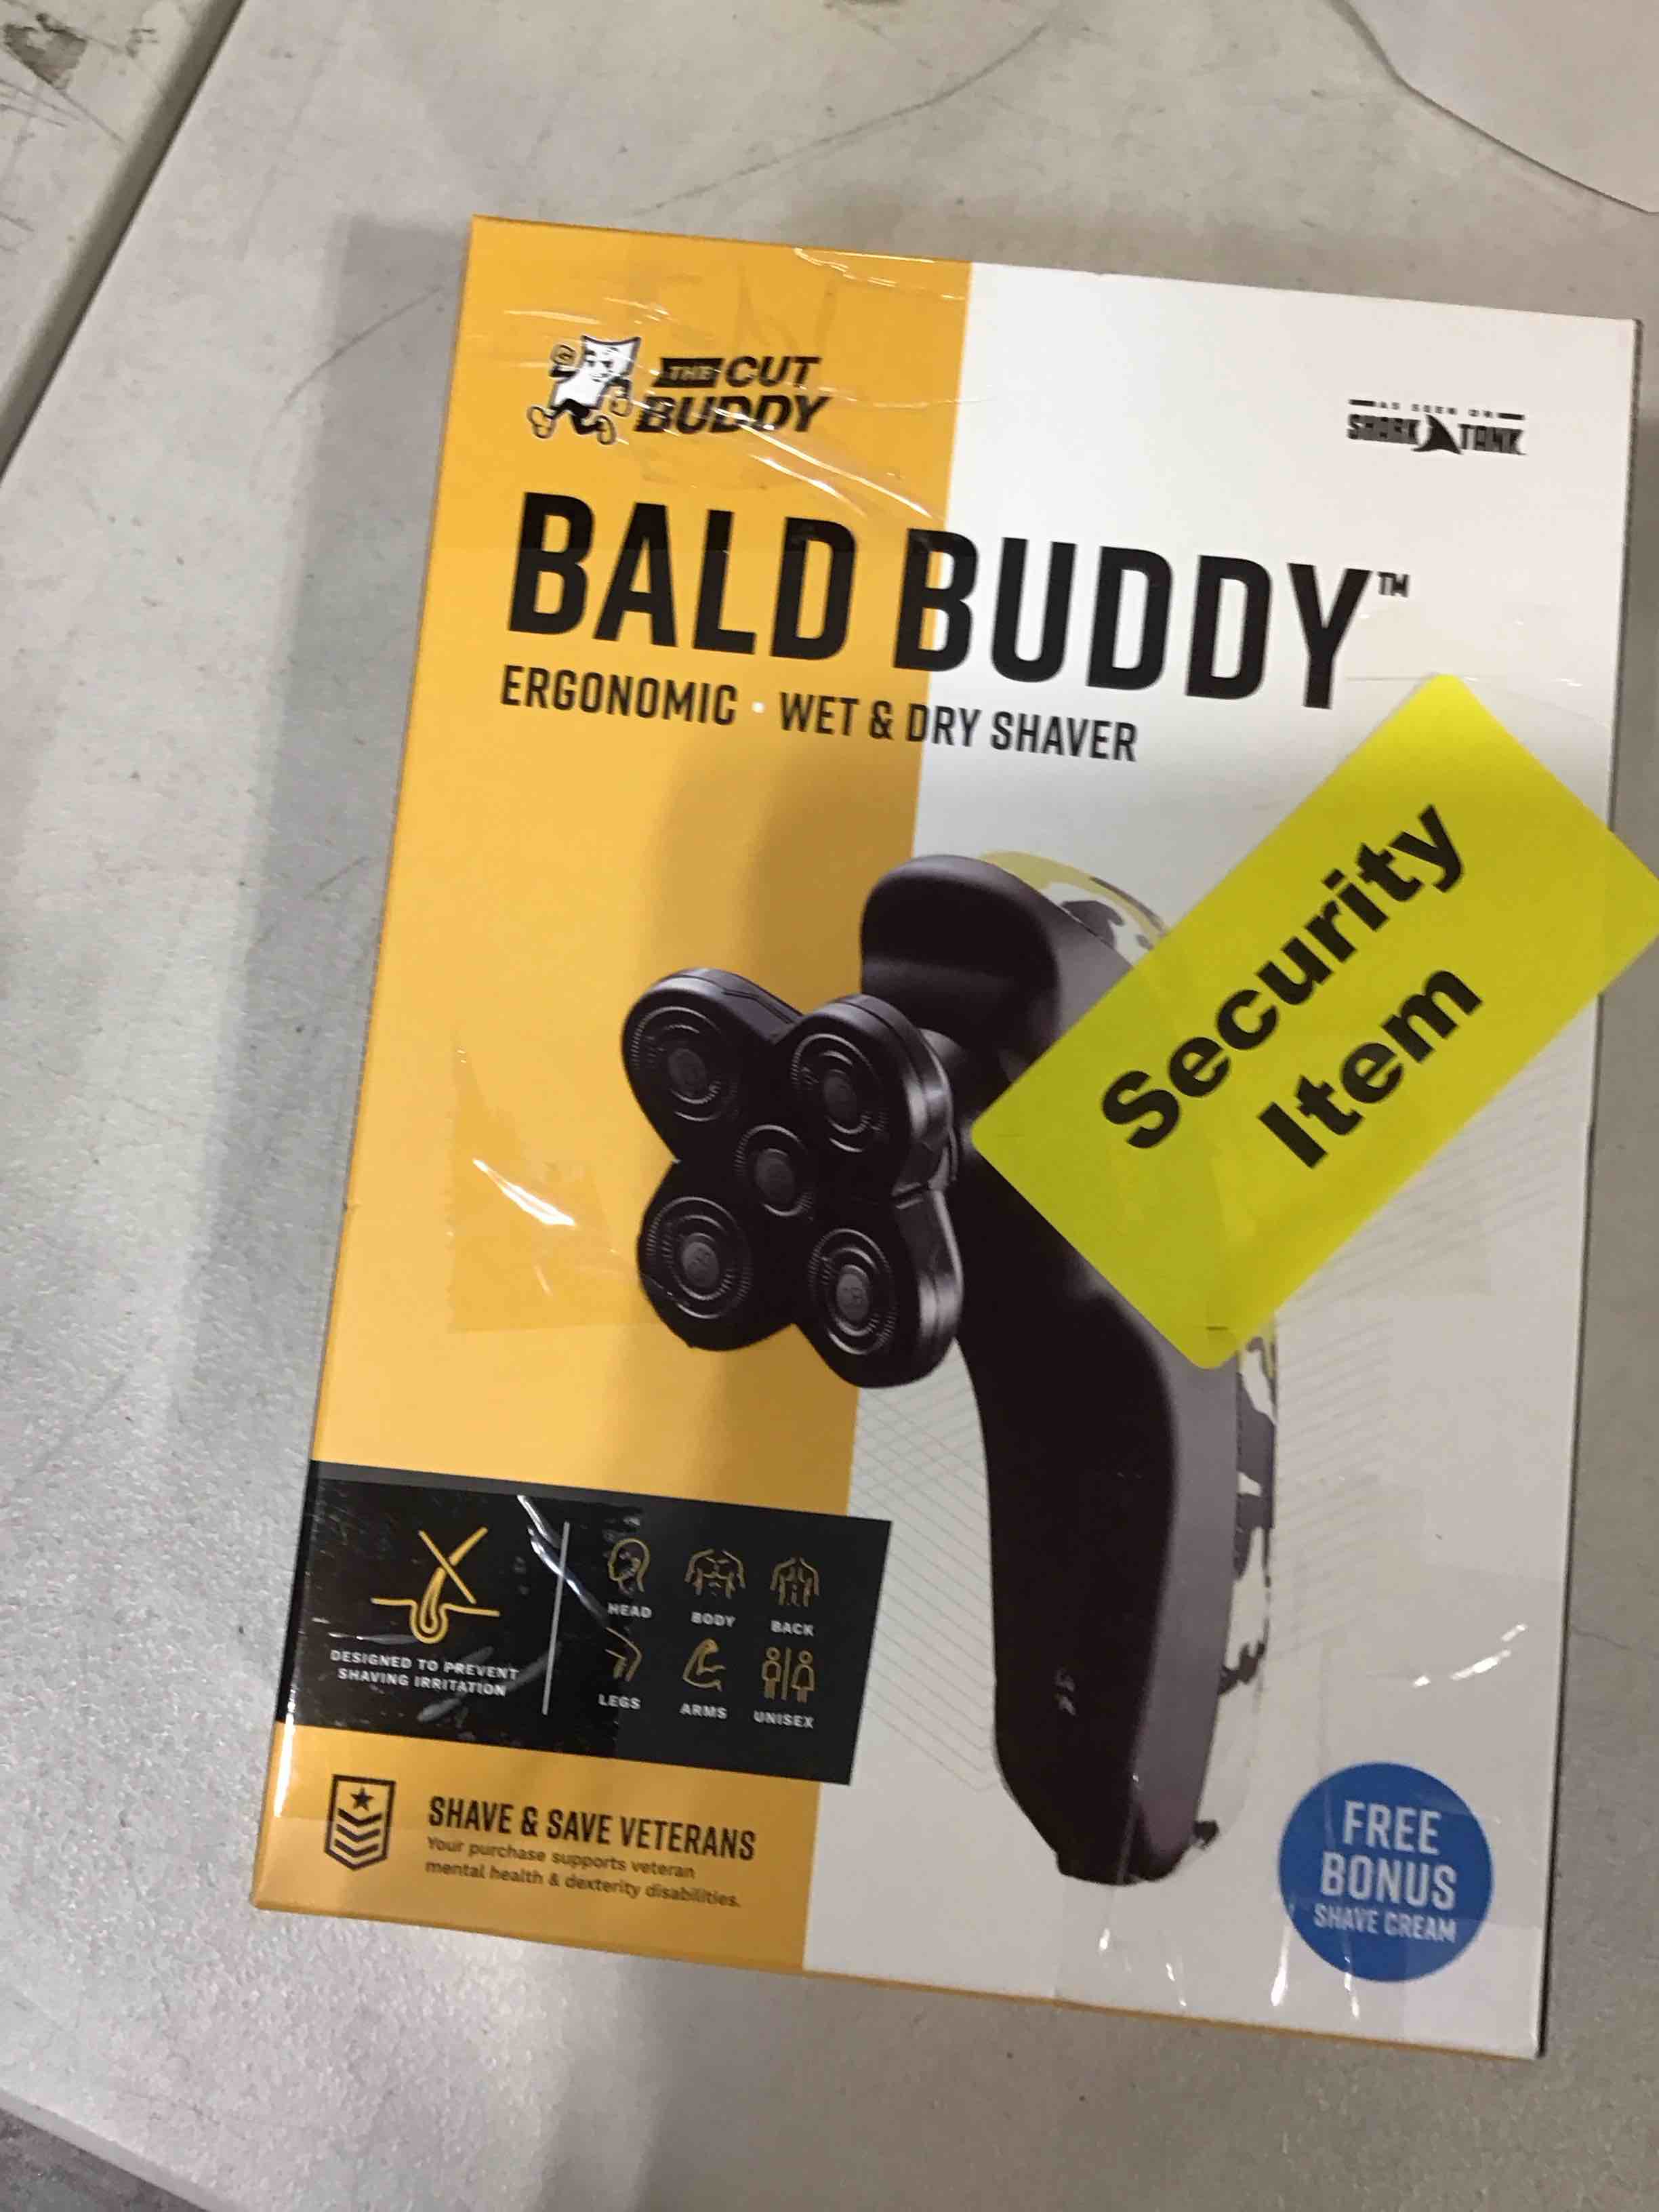 THE CUT
BUDDY
AS SEEN ON
SHARK TANK
BALD BUDDY™
ERGONOMIC • WET & DRY SHAVER
Security
Item
DESIGNED TO PREVENT
SHAVING IRRITATION
HEAD BODY BACK
LEGS ARMS UNISEX
SHAVE & SAVE VETERANS
Your purchase supports veteran
mental health & dexterity disabilities.
FREE
BONUS
SHAVE CREAM